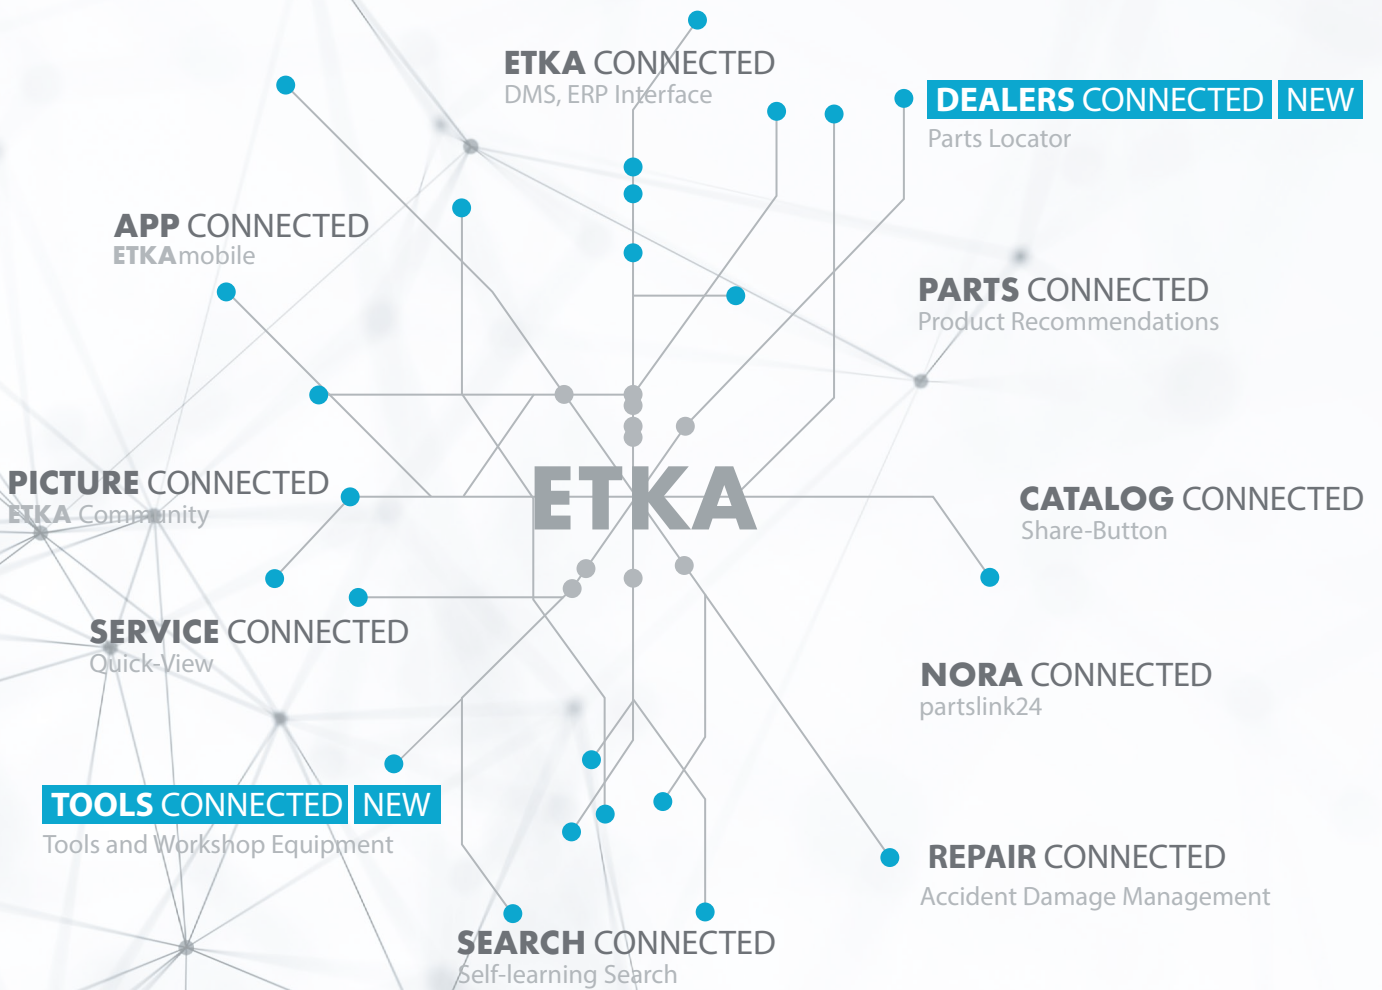 ETKA CONNECTED
DMS, ERP Interface
DEALERS CONNECTED NEW
Parts Locator
APP CONNECTED
ETKAmobile
PARTS CONNECTED
Product Recommendations
PICTURE CONNECTED
ETKA Community
ETKA
CATALOG CONNECTED
Share-Button
SERVICE CONNECTED
Quick-View
NORA CONNECTED
partslink24
TOOLS CONNECTED NEW
Tools and Workshop Equipment
REPAIR CONNECTED
Accident Damage Management
SEARCH CONNECTED
Self-learning Search